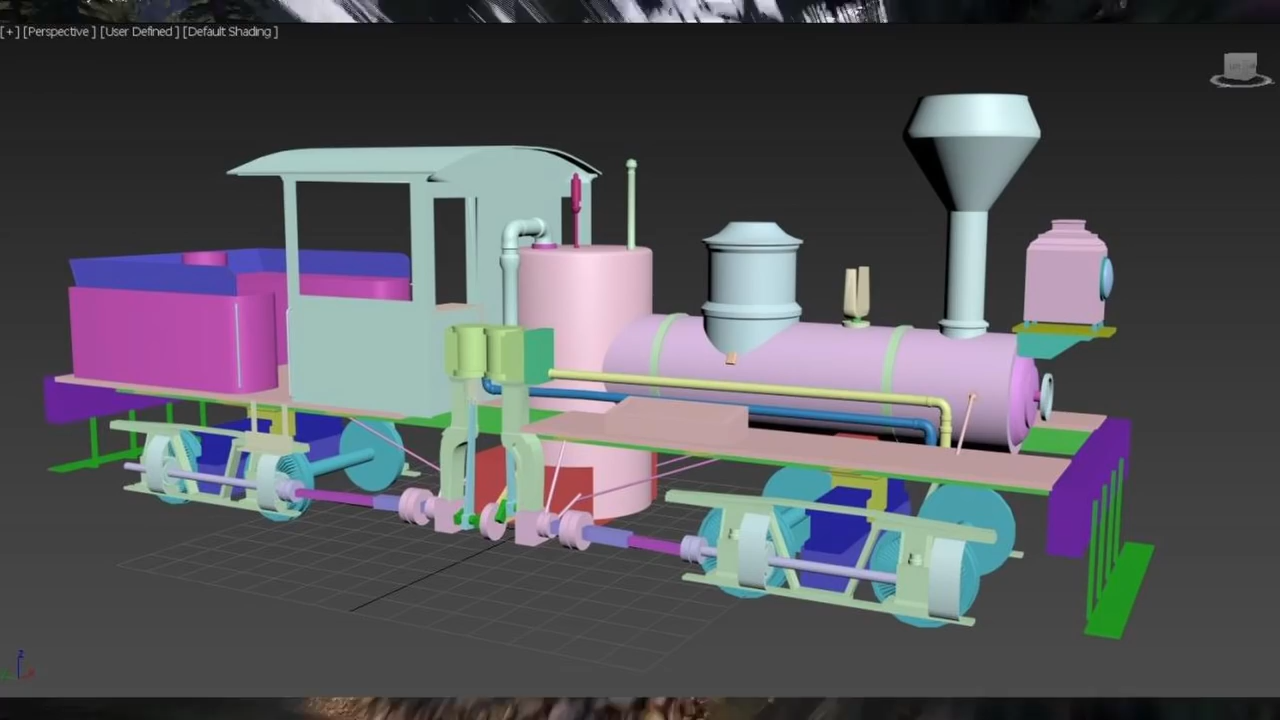 [ + ] [Perspective ] [User Defined ] [Default Shading ]
z